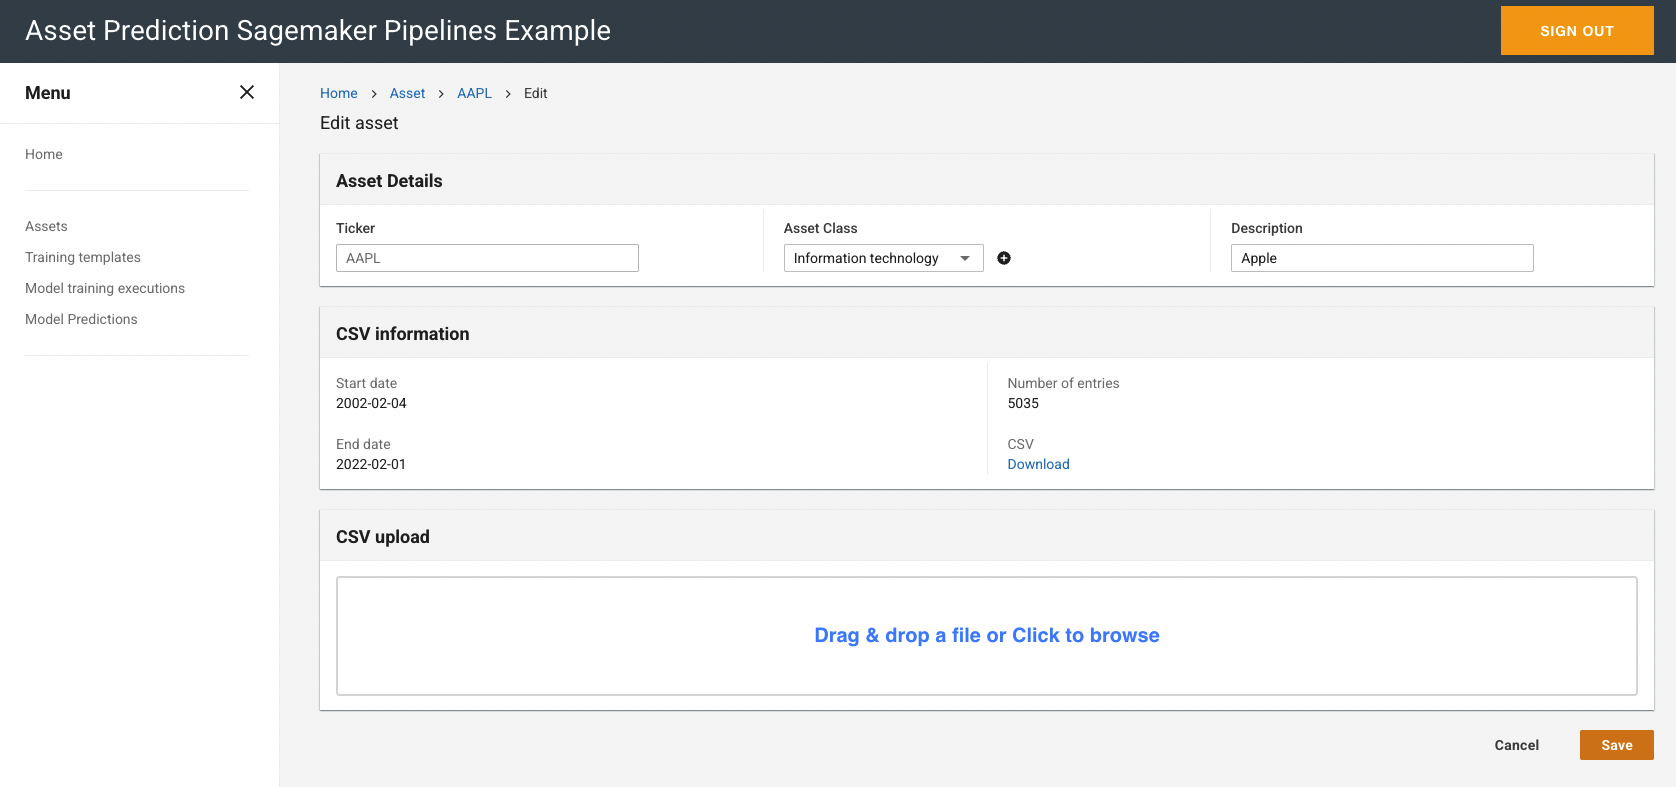 Asset Prediction Sagemaker Pipelines Example
SIGN OUT
Menu
Home
Assets
Training templates
Model training executions
Model Predictions
Home > Asset > AAPL > Edit
Edit asset
Asset Details
Ticker
AAPL
Asset Class
Information technology
Description
Apple
CSV information
Start date
2002-02-04
End date
2022-02-01
Number of entries
5035
CSV
Download
CSV upload
Drag & drop a file or Click to browse
Cancel
Save